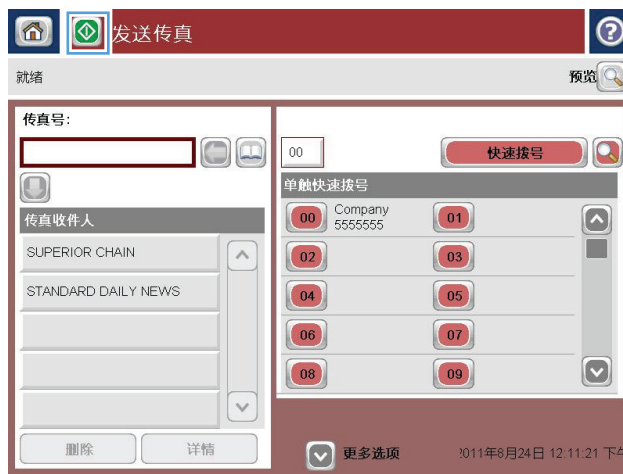 发送传真
?
就绪
预览
传真号:
00
快速拨号
单触快速拨号
传真收件人
00 Company 01
5555555
SUPERIOR CHAIN
02 03
STANDARD DAILY NEWS
04 05
06 07
08 09
删除 详情
更多选项
2011年8月24日 12:11:21 下午